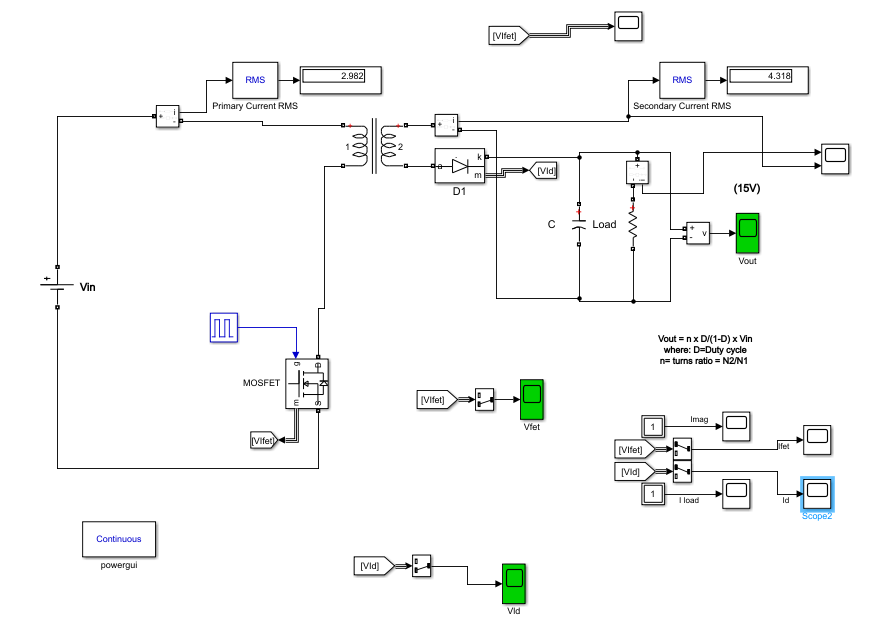 [VIfet]
RMS
2.982
Primary Current RMS
RMS
4.318
Secondary Current RMS
+
i
-
+
1
2
+
+
i
-
a
k
m
D1
[VId]
(15V)
+
i
-
+
C
Load
+
+
-
v
Vout
+
Vin
Vout = n x D/(1-D) x Vin
where: D=Duty cycle
n= turns ratio = N2/N1
MOSFET
g
D
m
S
[VIfet]
[VIfet]
Vfet
1
Imag
[VIfet]
Ifet
[VId]
1
I load
Id
Scope2
Continuous
powergui
[VId]
Vld